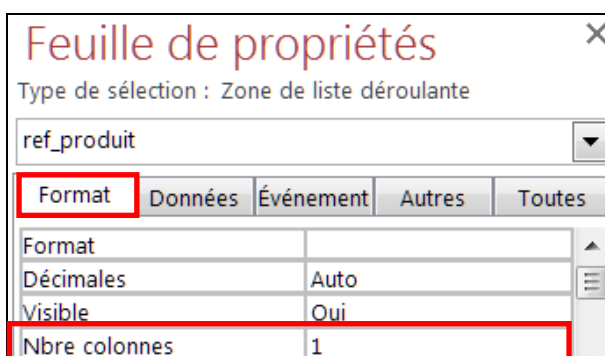 Feuille de propriétés
Type de sélection : Zone de liste déroulante
ref_produit
Format Données Événement Autres Toutes
Format
Décimales Auto
Visible Oui
Nbre colonnes 1